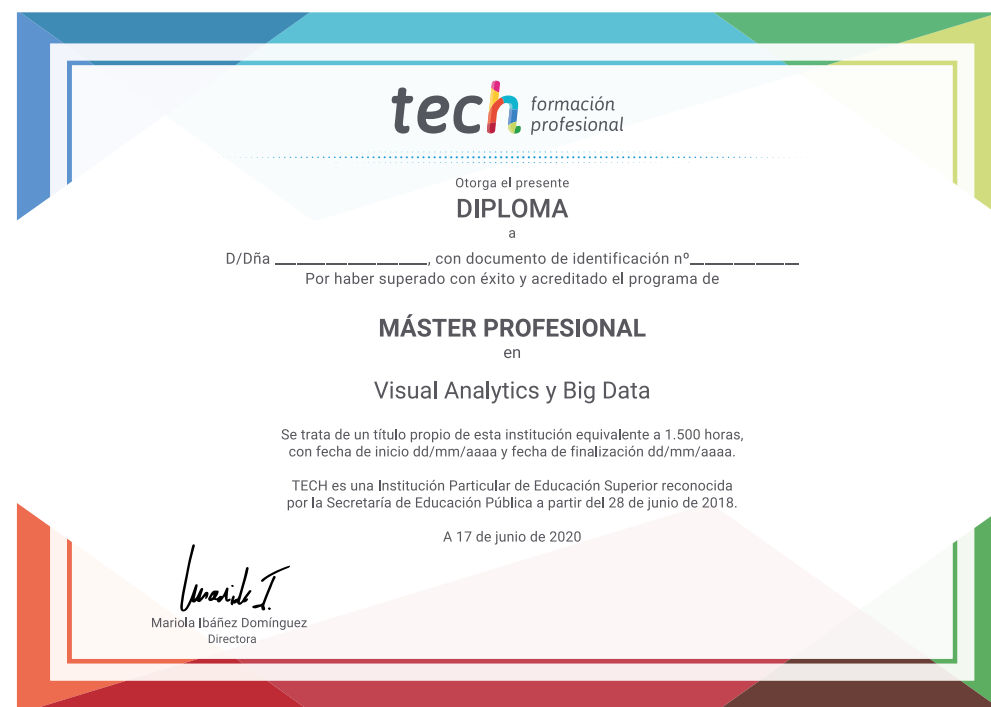 tech formación
profesional
Otorga el presente
DIPLOMA
a
D/Dña ____________________, con documento de identificación nº_______________
Por haber superado con éxito y acreditado el programa de
MÁSTER PROFESIONAL
en
Visual Analytics y Big Data
Se trata de un título propio de esta institución equivalente a 1.500 horas,
con fecha de inicio dd/mm/aaaa y fecha de finalización dd/mm/aaaa.
TECH es una Institución Particular de Educación Superior reconocida
por la Secretaría de Educación Pública a partir del 28 de junio de 2018.
A 17 de junio de 2020
Mariola I.
Mariola Ibáñez Domínguez
Directora